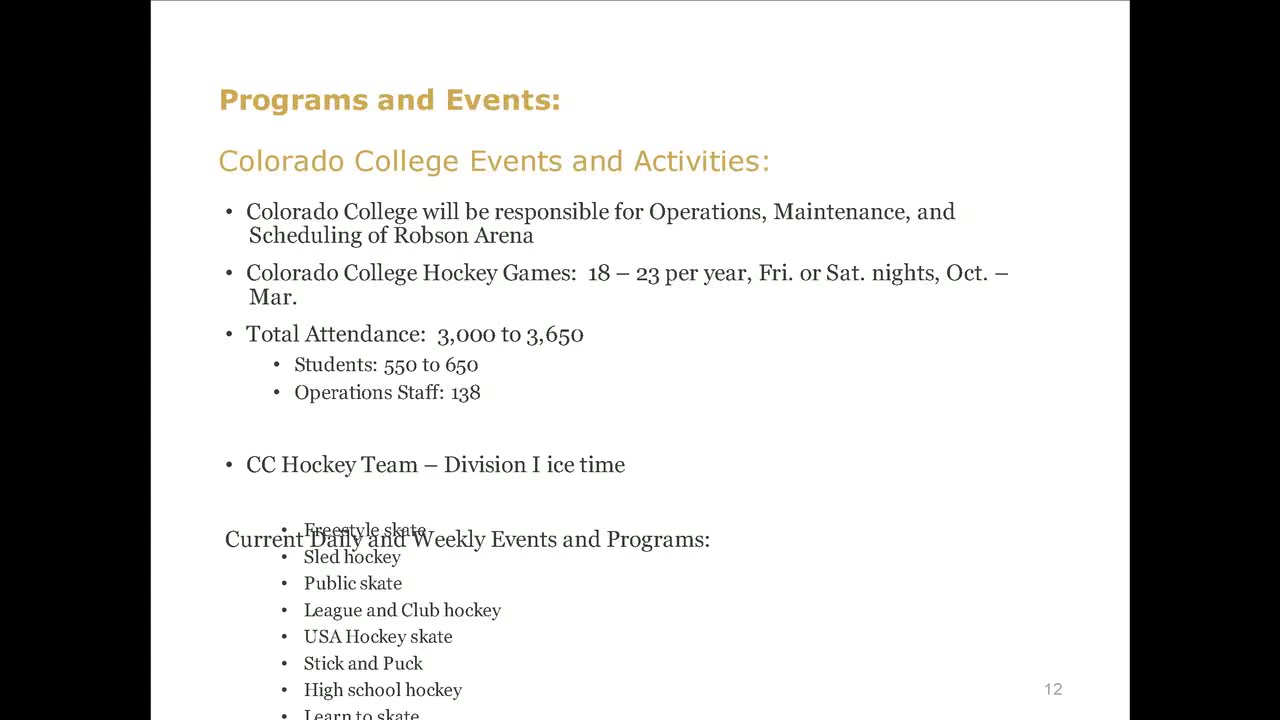 Programs and Events:
Colorado College Events and Activities:
• Colorado College will be responsible for Operations, Maintenance, and
Scheduling of Robson Arena
• Colorado College Hockey Games:  18 – 23 per year, Fri. or Sat. nights, Oct. –
Mar.
• Total Attendance:  3,000 to 3,650
• Students: 550 to 650
• Operations Staff: 138
• CC Hockey Team – Division I ice time
• Freestyle skate
Current Daily and Weekly Events and Programs:
• Sled hockey
• Public skate
• League and Club hockey
• USA Hockey skate
• Stick and Puck
• High school hockey
• Learn to skate
12